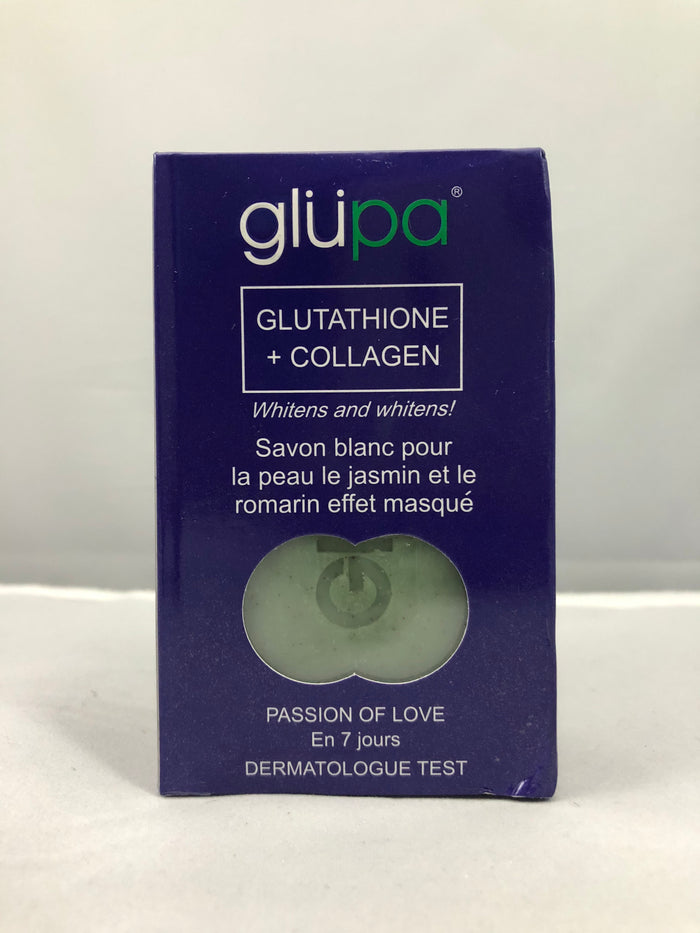 glüpa®
GLUTATHIONE
+ COLLAGEN
Whitens and whitens!
Savon blanc pour
la peau le jasmin et le
romarin effet masqué
PASSION OF LOVE
En 7 jours
DERMATOLOGUE TEST